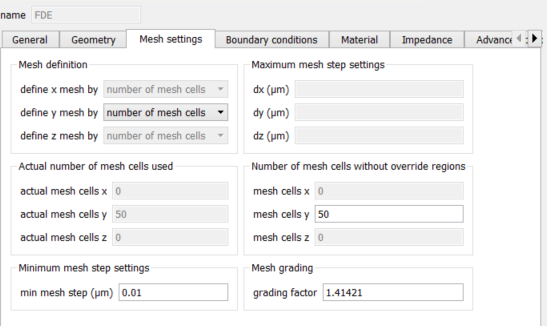 name FDE
General Geometry Mesh settings Boundary conditions Material Impedance Advance
Mesh definition
define x mesh by number of mesh cells
define y mesh by number of mesh cells
define z mesh by number of mesh cells
Maximum mesh step settings
dx (µm)
dy (µm)
dz (µm)
Actual number of mesh cells used
actual mesh cells x 0
actual mesh cells y 50
actual mesh cells z 0
Number of mesh cells without override regions
mesh cells x 0
mesh cells y 50
mesh cells z 0
Minimum mesh step settings
min mesh step (µm) 0.01
Mesh grading
grading factor 1.41421